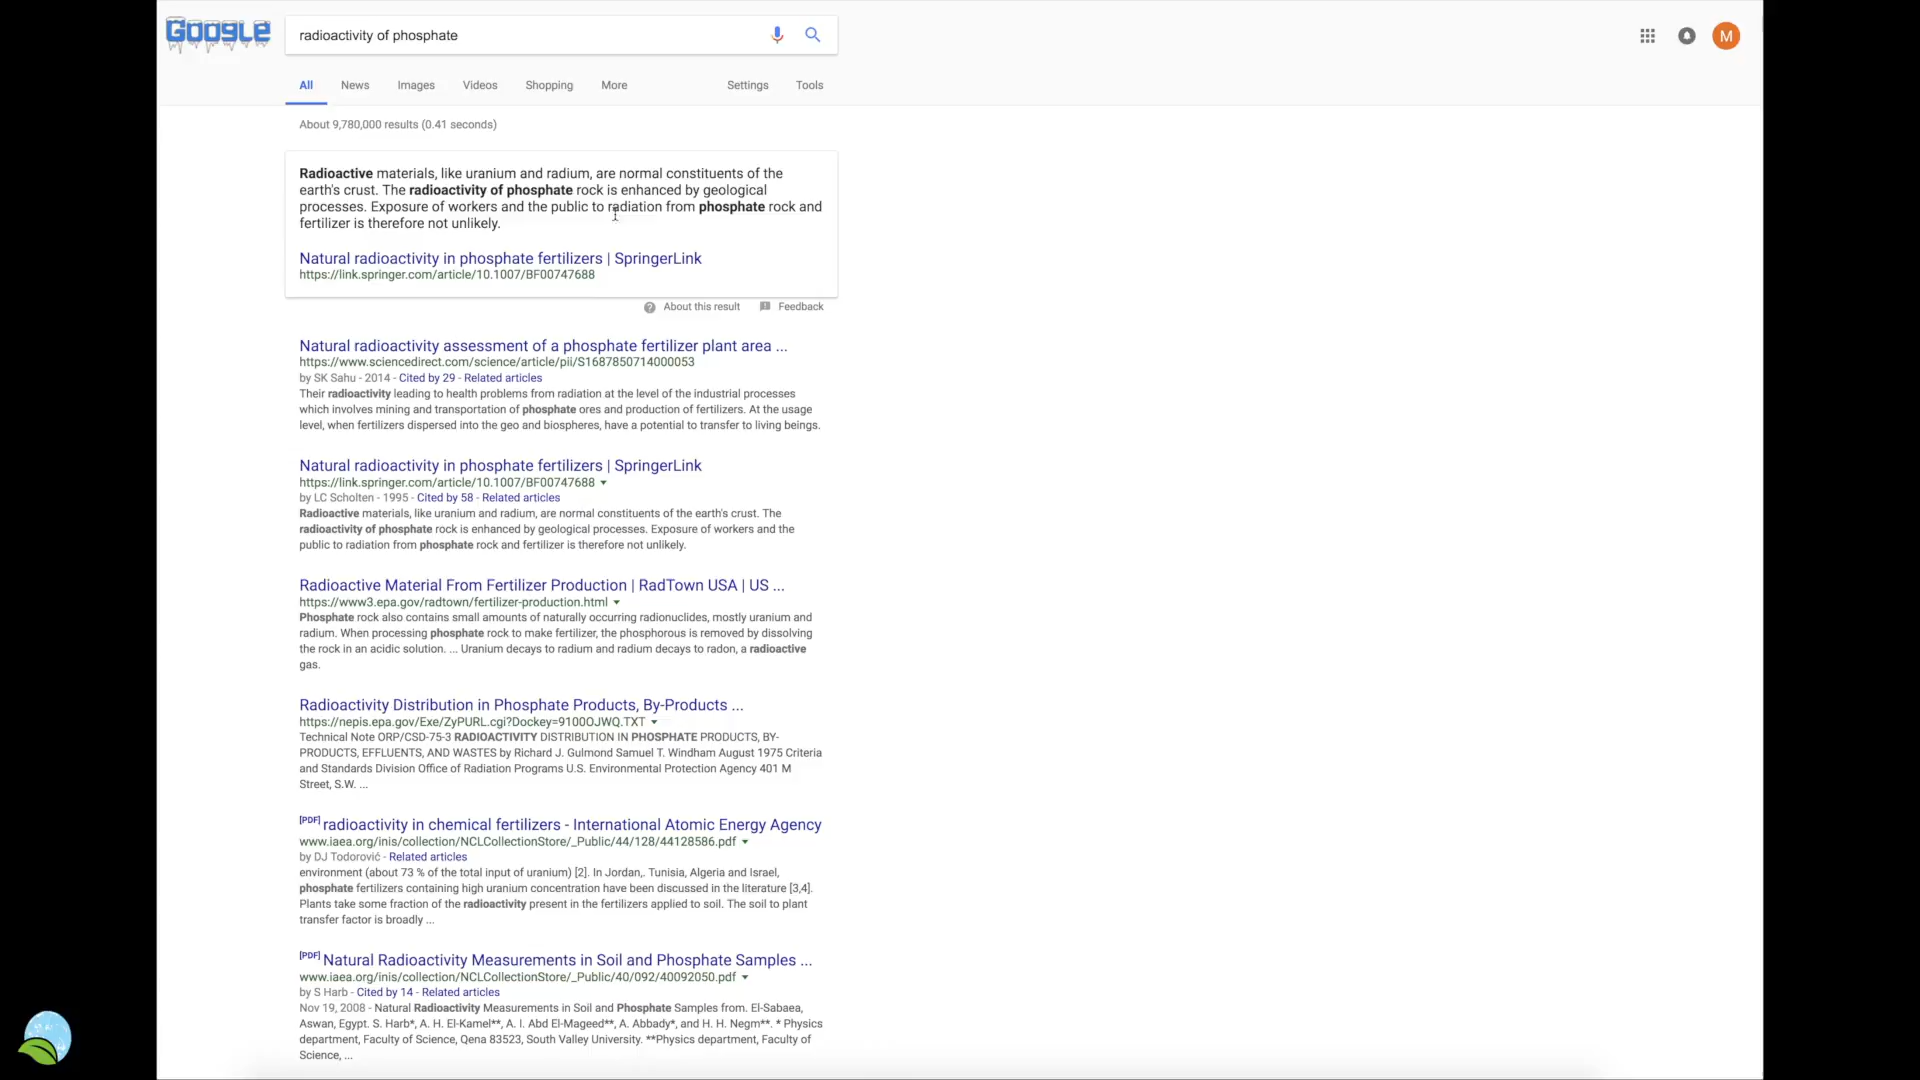 Google
radioactivity of phosphate
M
All News Images Videos Shopping More Settings Tools
About 9,780,000 results (0.41 seconds)
Radioactive materials, like uranium and radium, are normal constituents of the
earth's crust. The radioactivity of phosphate rock is enhanced by geological
processes. Exposure of workers and the public to radiation from phosphate rock and
fertilizer is therefore not unlikely.
Natural radioactivity in phosphate fertilizers | SpringerLink
https://link.springer.com/article/10.1007/BF00747688
About this result Feedback
Natural radioactivity assessment of a phosphate fertilizer plant area ...
https://www.sciencedirect.com/science/article/pii/S1687850714000053
by SK Sahu - 2014 - Cited by 29 - Related articles
Their radioactivity leading to health problems from radiation at the level of the industrial processes
which involves mining and transportation of phosphate ores and production of fertilizers. At the usage
level, when fertilizers dispersed into the geo and biospheres, have a potential to transfer to living beings.
Natural radioactivity in phosphate fertilizers | SpringerLink
https://link.springer.com/article/10.1007/BF00747688
by LC Scholten - 1995 - Cited by 58 - Related articles
Radioactive materials, like uranium and radium, are normal constituents of the earth's crust. The
radioactivity of phosphate rock is enhanced by geological processes. Exposure of workers and the
public to radiation from phosphate rock and fertilizer is therefore not unlikely.
Radioactive Material From Fertilizer Production | RadTown USA | US ...
https://www3.epa.gov/radtown/fertilizer-production.html
Phosphate rock also contains small amounts of naturally occurring radionuclides, mostly uranium and
radium. When processing phosphate rock to make fertilizer, the phosphorous is removed by dissolving
the rock in an acidic solution. ... Uranium decays to radium and radium decays to radon, a radioactive
gas.
Radioactivity Distribution in Phosphate Products, By-Products ...
https://nepis.epa.gov/Exe/ZyPURL.cgi?Dockey=9100OJWQ.TXT
Technical Note ORP/CSD-75-3 RADIOACTIVITY DISTRIBUTION IN PHOSPHATE PRODUCTS, BY-
PRODUCTS, EFFLUENTS, AND WASTES by Richard J. Gulmond Samuel T. Windham August 1975 Criteria
and Standards Division Office of Radiation Programs U.S. Environmental Protection Agency 401 M
Street, S.W. ...
[PDF] radioactivity in chemical fertilizers - International Atomic Energy Agency
www.iaea.org/inis/collection/NCLCollectionStore/_Public/44/128/44128586.pdf
by DJ Todorović - Related articles
environment (about 73 % of the total input of uranium) [2]. In Jordan,. Tunisia, Algeria and Israel,
phosphate fertilizers containing high uranium concentration have been discussed in the literature [3,4].
Plants take some fraction of the radioactivity present in the fertilizers applied to soil. The soil to plant
transfer factor is broadly ...
[PDF] Natural Radioactivity Measurements in Soil and Phosphate Samples ...
www.iaea.org/inis/collection/NCLCollectionStore/_Public/40/092/40092050.pdf
by S Harb - Cited by 14 - Related articles
Nov 19, 2008 - Natural Radioactivity Measurements in Soil and Phosphate Samples from. El-Sabaea,
Aswan, Egypt. S. Harb*, A. H. El-Kamel**, A. I. Abd El-Mageed**, A. Abbady*, and H. H. Negm**. * Physics
department, Faculty of Science, Qena 83523, South Valley University. **Physics department, Faculty of
Science, ...